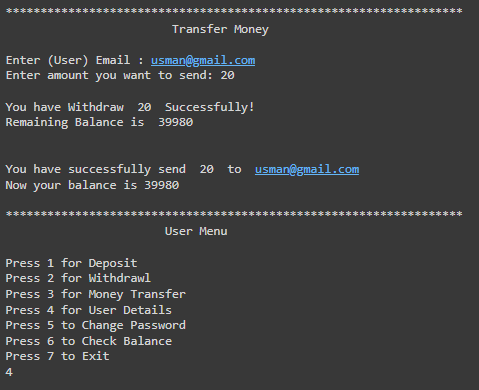 ******************************************************************
Transfer Money
Enter (User) Email : usman@gmail.com
Enter amount you want to send: 20
You have Withdraw  20  Successfully!
Remaining Balance is  39980
You have successfully send  20  to  usman@gmail.com
Now your balance is 39980
******************************************************************
User Menu
Press 1 for Deposit
Press 2 for Withdrawl
Press 3 for Money Transfer
Press 4 for User Details
Press 5 to Change Password
Press 6 to Check Balance
Press 7 to Exit
4